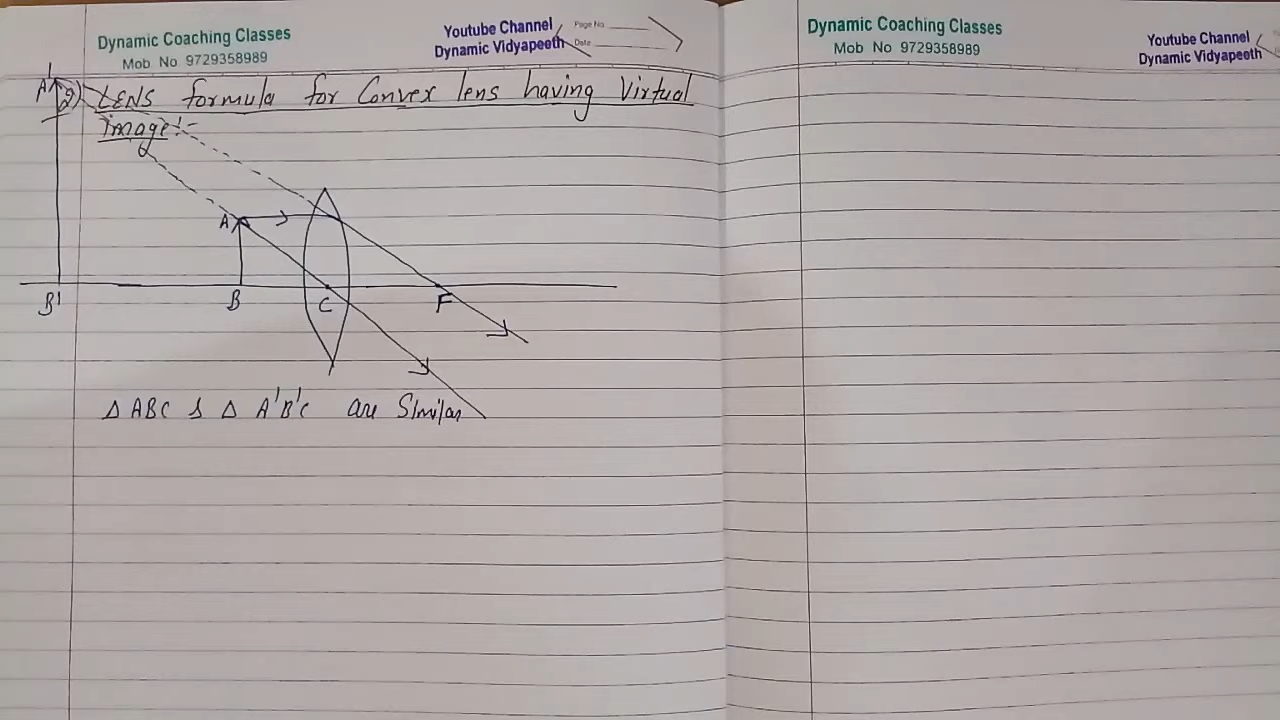 Dynamic Coaching Classes
Mob No 9729358989
Youtube Channel
Dynamic Vidyapeeth
Page No.
Date
2) LENS formula for Convex lens having Virtual
image:-
A'
A
B'
B
C
F
Δ ABC & Δ A'B'C are Similar
Dynamic Coaching Classes
Mob No 9729358989
Youtube Channel
Dynamic Vidyapeeth